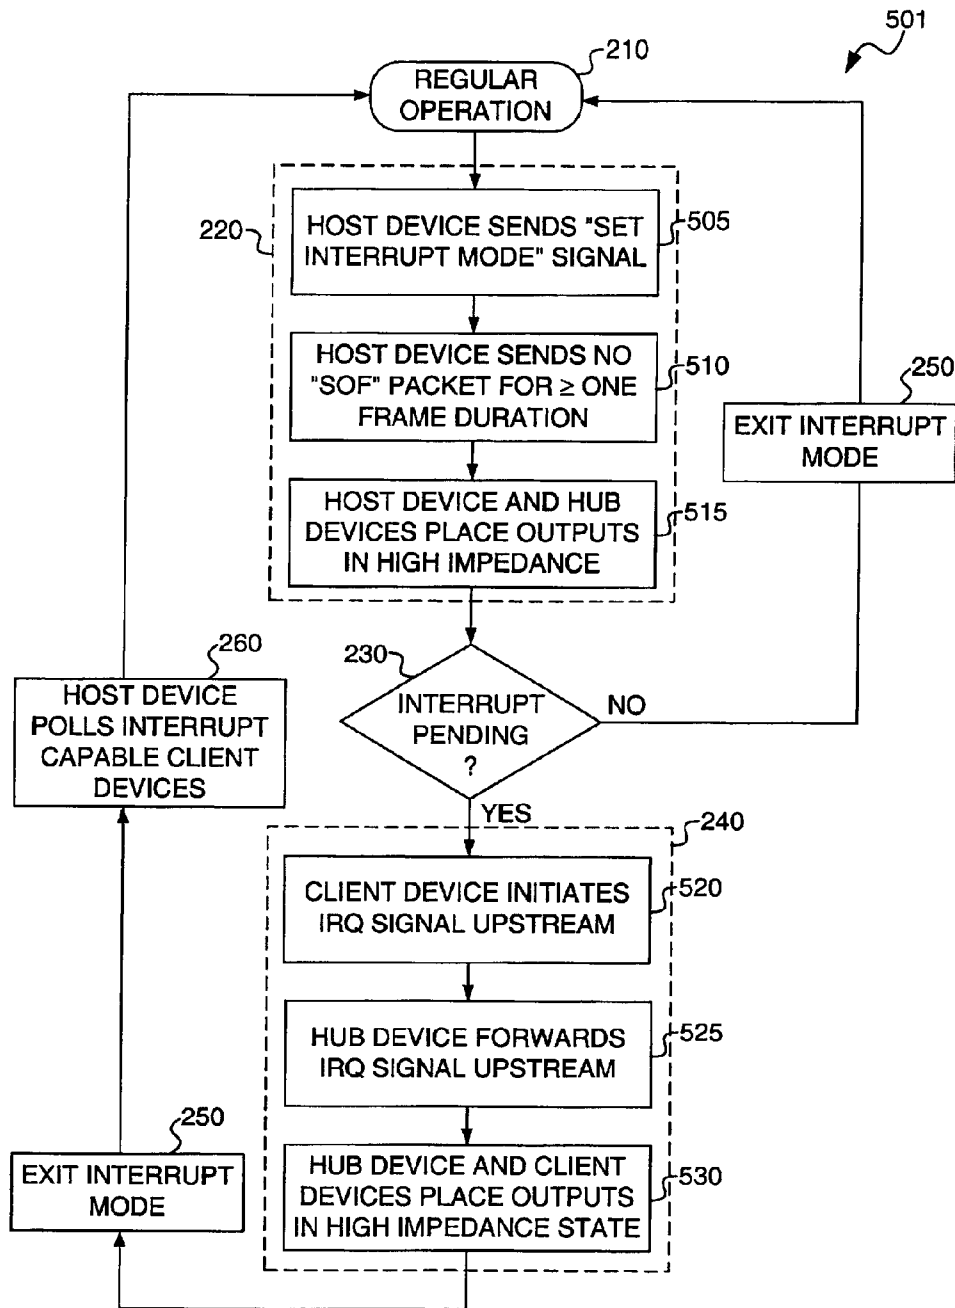 501
210
REGULAR
OPERATION
220
HOST DEVICE SENDS "SET
INTERRUPT MODE" SIGNAL
505
HOST DEVICE SENDS NO
"SOF" PACKET FOR ≥ ONE
FRAME DURATION
510
250
EXIT INTERRUPT
MODE
HOST DEVICE AND HUB
DEVICES PLACE OUTPUTS
IN HIGH IMPEDANCE
515
260
HOST DEVICE
POLLS INTERRUPT
CAPABLE CLIENT
DEVICES
230
INTERRUPT
PENDING
?
NO
YES
240
CLIENT DEVICE INITIATES
IRQ SIGNAL UPSTREAM
520
HUB DEVICE FORWARDS
IRQ SIGNAL UPSTREAM
525
250
EXIT INTERRUPT
MODE
HUB DEVICE AND CLIENT
DEVICES PLACE OUTPUTS
IN HIGH IMPEDANCE STATE
530